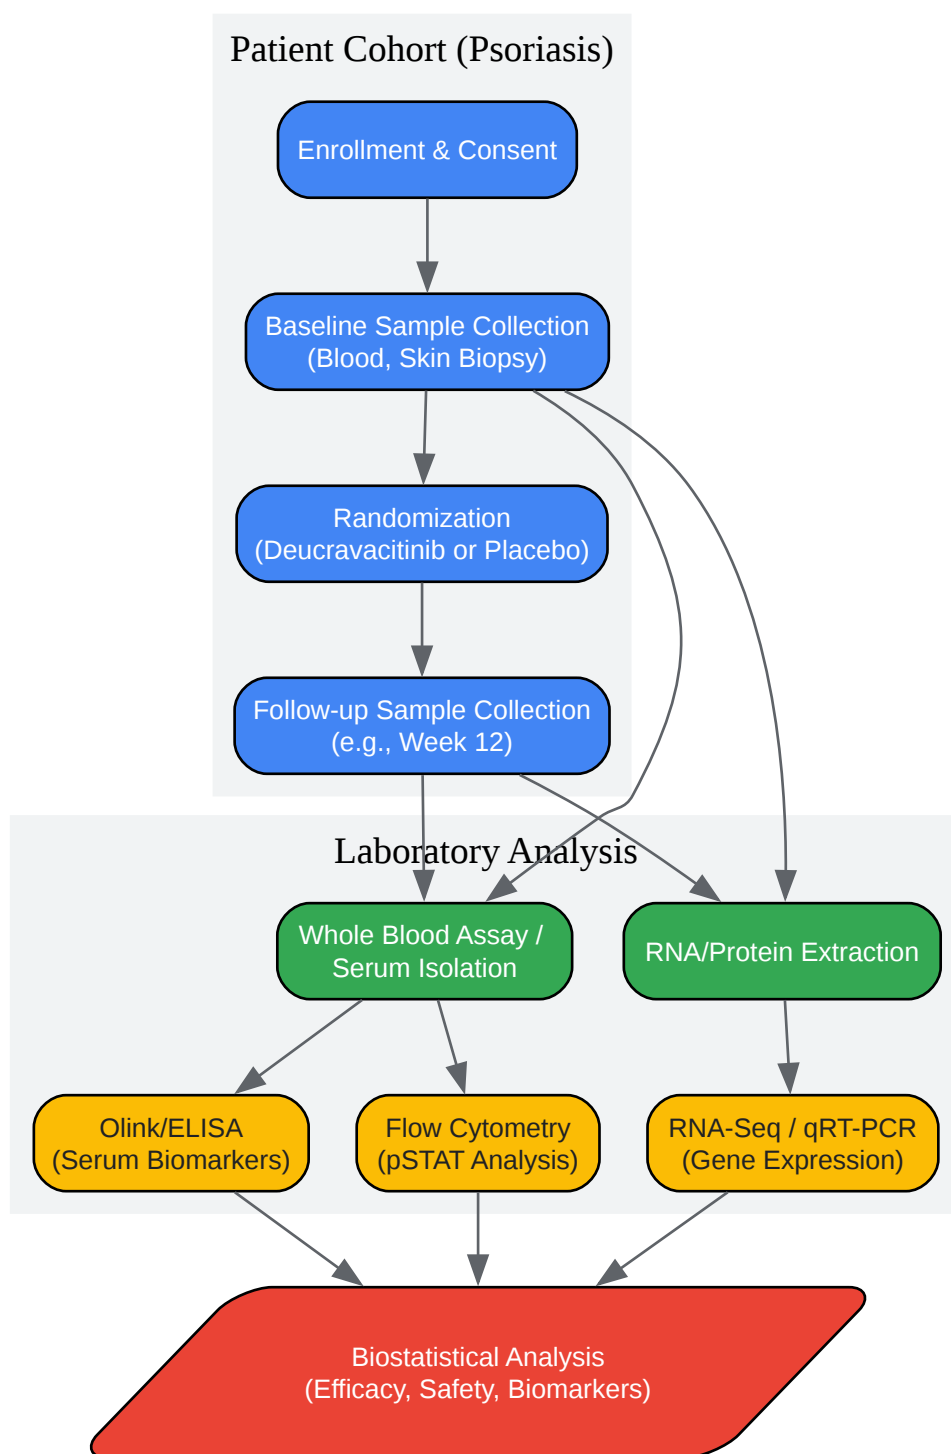 Patient Cohort (Psoriasis)
Enrollment & Consent
Baseline Sample Collection
(Blood, Skin Biopsy)
Randomization
(Deucravacitinib or Placebo)
Follow-up Sample Collection
(e.g., Week 12)
Laboratory Analysis
Whole Blood Assay /
Serum Isolation
RNA/Protein Extraction
Olink/ELISA
(Serum Biomarkers)
Flow Cytometry
(pSTAT Analysis)
RNA-Seq / qRT-PCR
(Gene Expression)
Biostatistical Analysis
(Efficacy, Safety, Biomarkers)